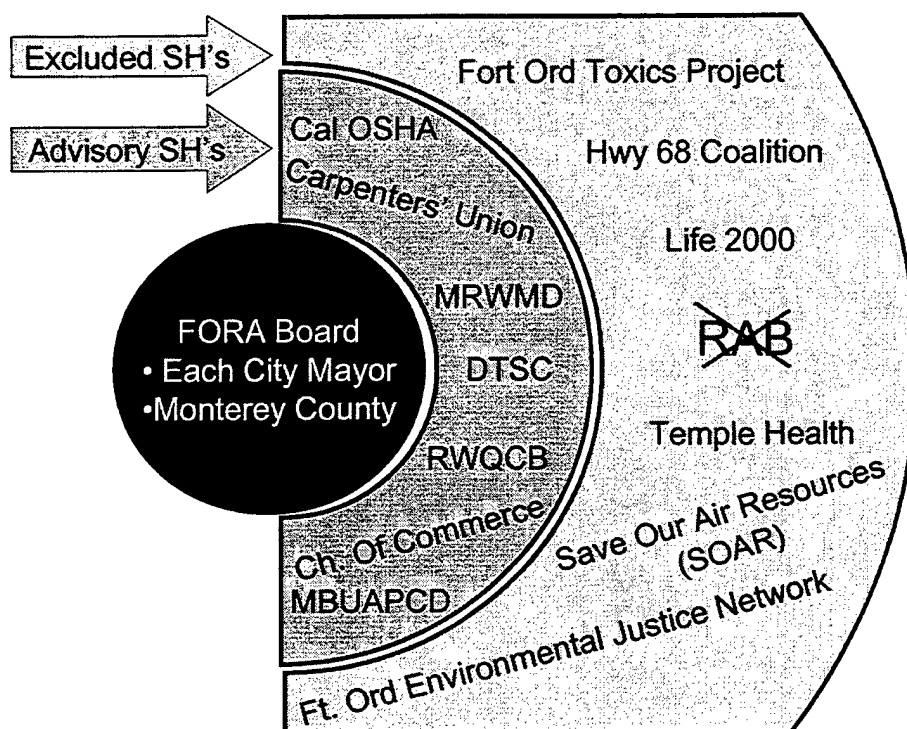 Excluded SH's
Advisory SH's
Fort Ord Toxics Project
Hwy 68 Coalition
Life 2000
RAB
Temple Health
Save Our Air Resources
(SOAR)
Ft. Ord Environmental Justice Network
Cal OSHA
Carpenters' Union
MRWMD
DTSC
RWQCB
Ch. Of Commerce
MBUAPCD
FORA Board
• Each City Mayor
•Monterey County